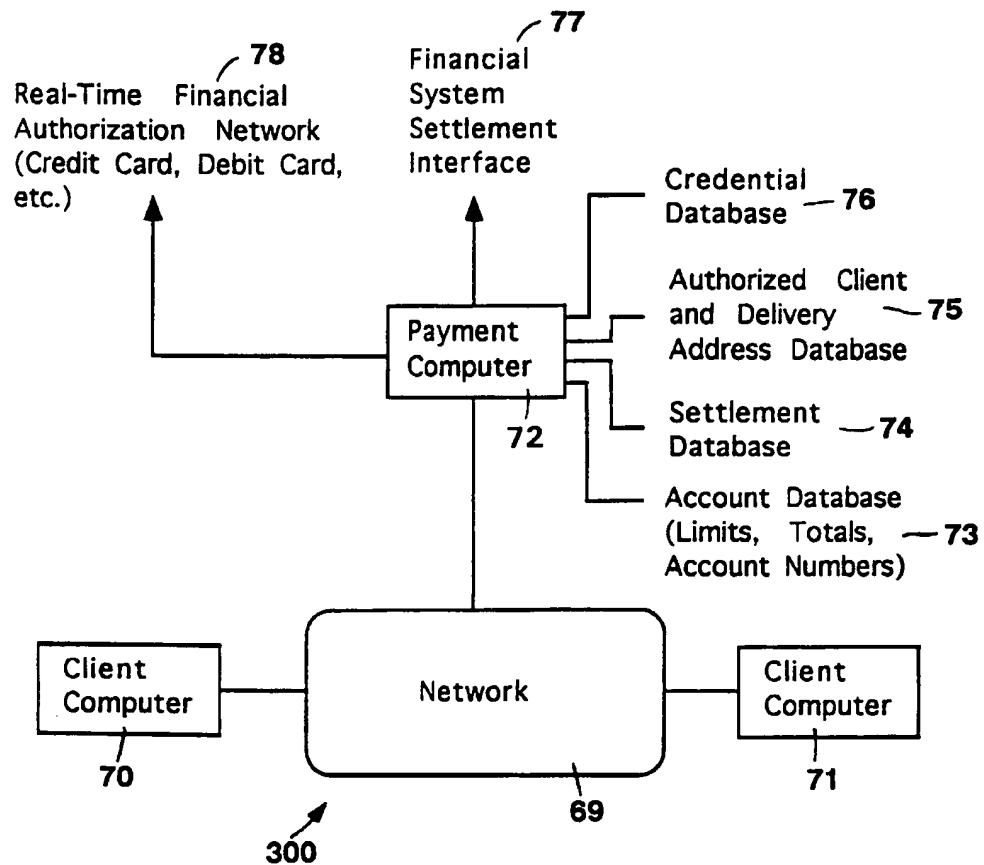 77
78
Real-Time Financial
Authorization Network
(Credit Card, Debit Card,
etc.)
Financial
System
Settlement
Interface
Credential
Database
76
Authorized Client
and Delivery
Address Database
75
Payment
Computer
72
Settlement
Database
74
Account Database
(Limits, Totals,
Account Numbers)
73
Client
Computer
70
Network
69
Client
Computer
71
300